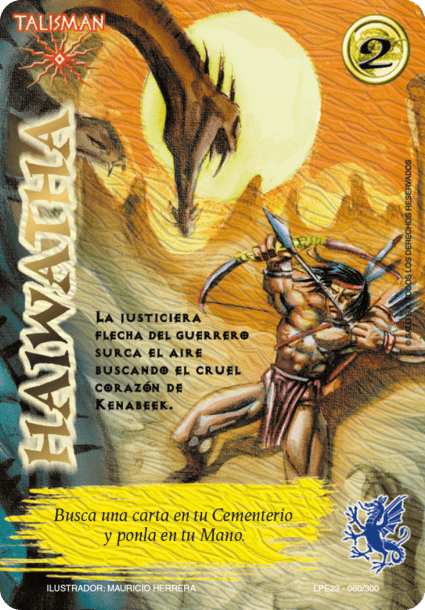 TALISMAN
2
HAIWATHA
La justiciera
flecha del guerrero
surca el aire
buscando el cruel
corazón de
Kenabeek.
TODOS LOS DERECHOS RESERVADOS
Busca una carta en tu Cementerio
y ponla en tu Mano.
ILUSTRADOR: MAURICIO HERRERA
LPE23 - 060/300